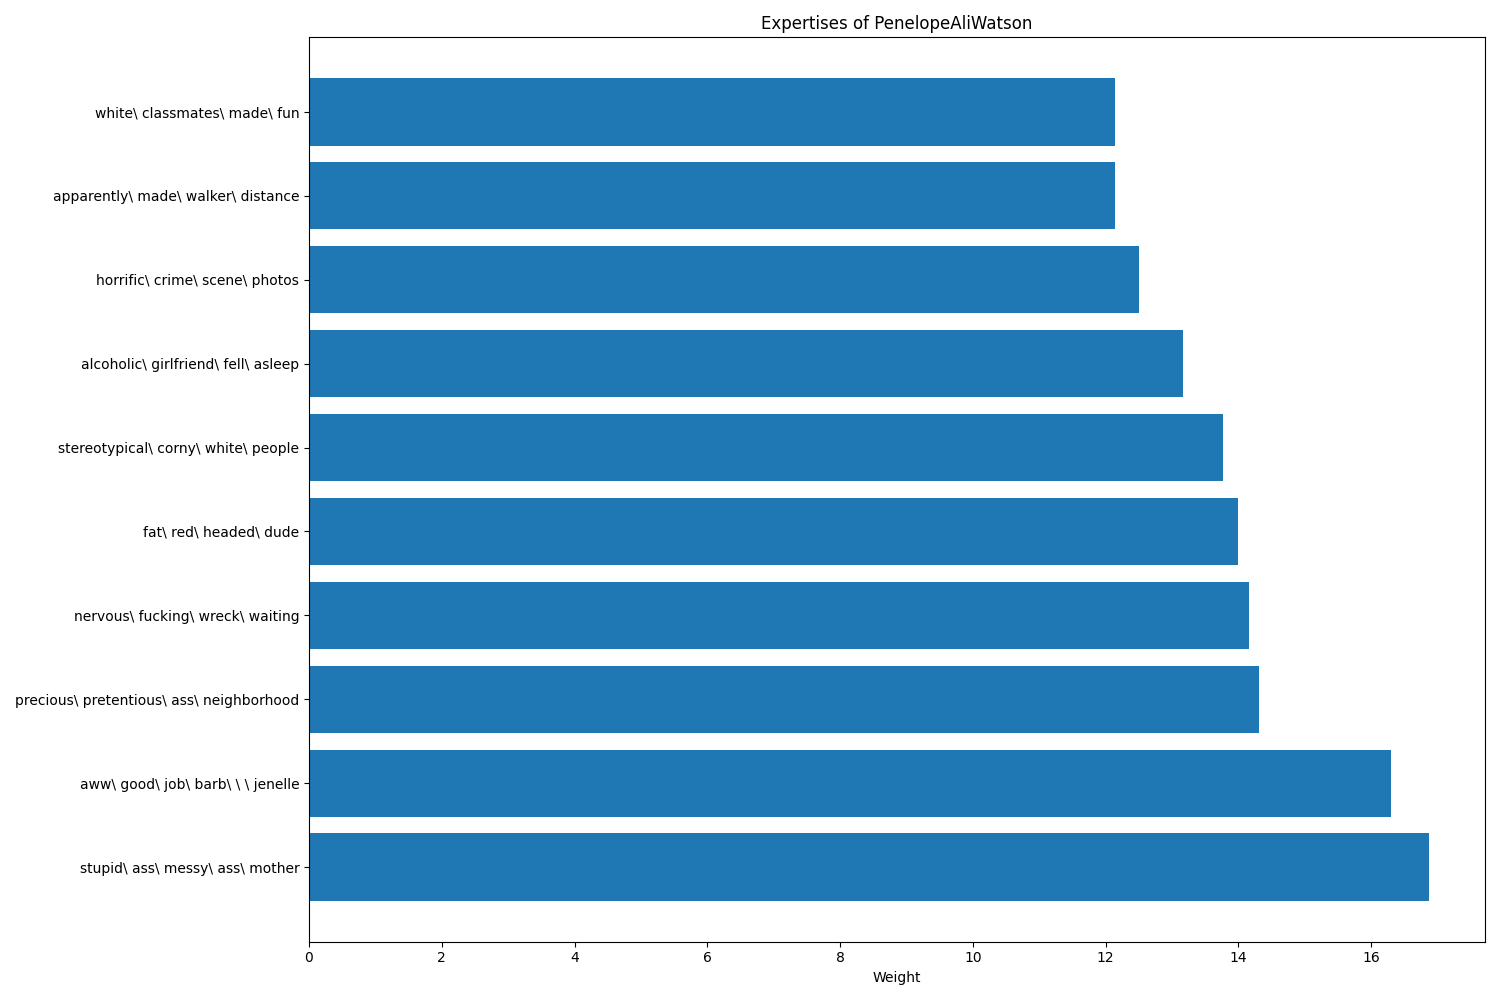 Expertises of PenelopeAliWatson
white\ classmates\ made\ fun
apparently\ made\ walker\ distance
horrific\ crime\ scene\ photos
alcoholic\ girlfriend\ fell\ asleep
stereotypical\ corny\ white\ people
fat\ red\ headed\ dude
nervous\ fucking\ wreck\ waiting
precious\ pretentious\ ass\ neighborhood
aww\ good\ job\ barb\ \ \ jenelle
stupid\ ass\ messy\ ass\ mother
0 2 4 6 8 10 12 14 16
Weight